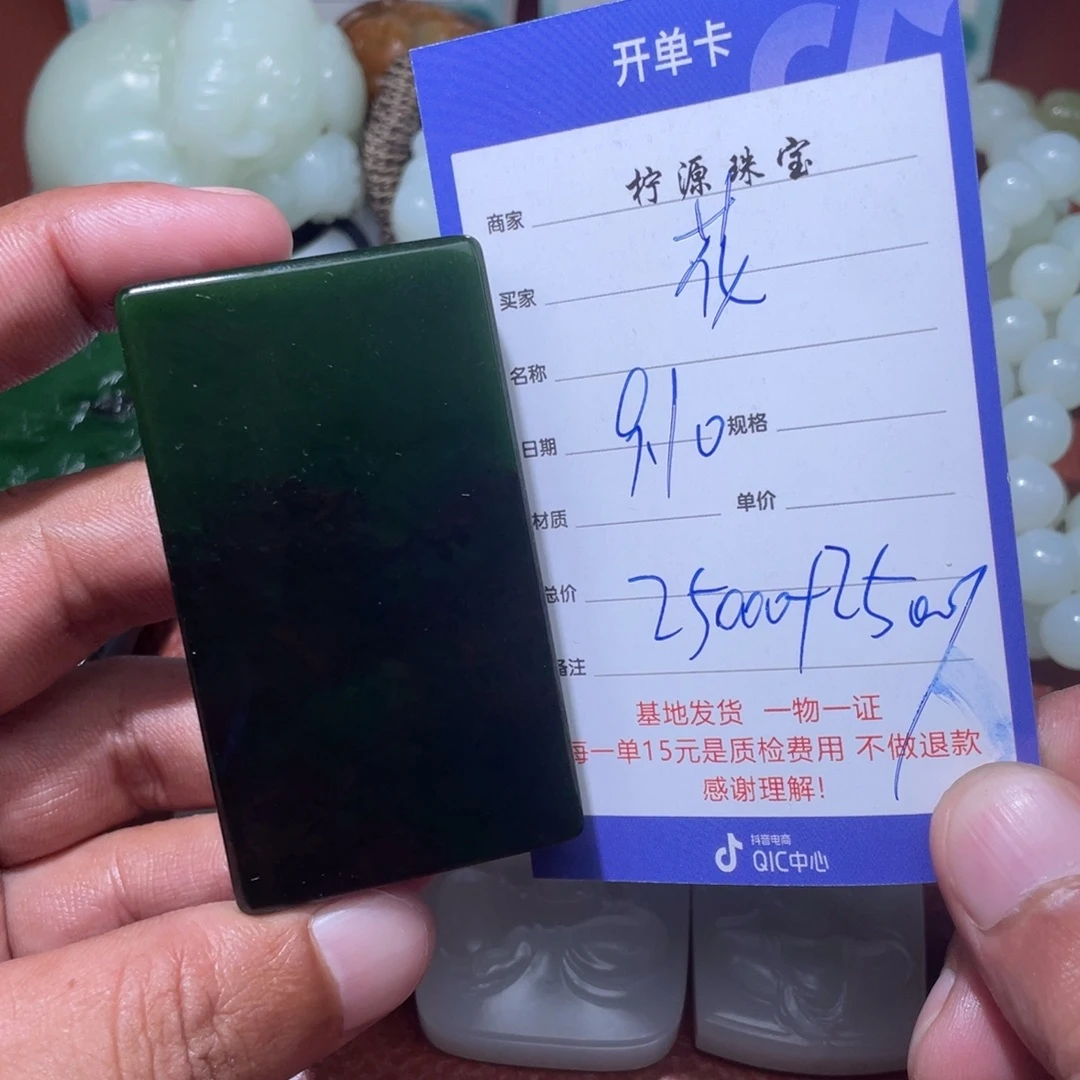 开单卡
柠源珠宝
商家
买家 花
名称
日期 9.10 规格
材质 单价
总价 25000+25000
备注
基地发货 一物一证
每一单15元是质检费用 不做退款
感谢理解!
抖音电商
QIC中心